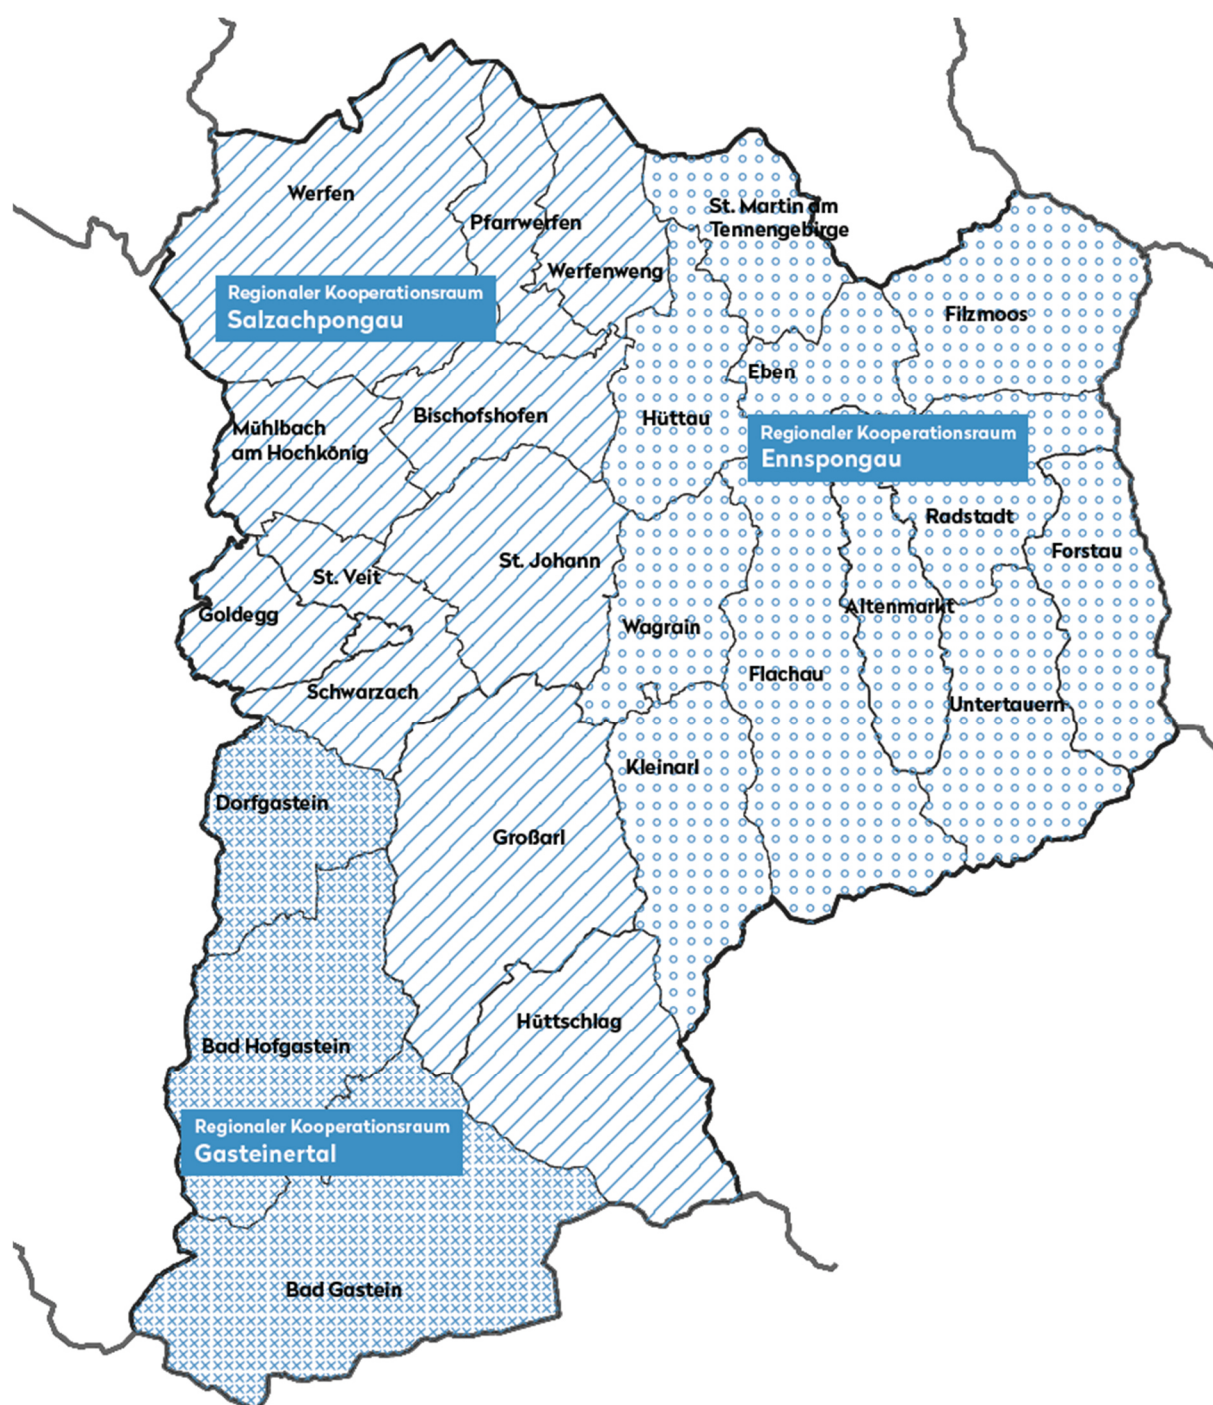 Werfen
Pfarrwerfen
St. Martin am
Tennengebirge
Werfenweng
Regionaler Kooperationsraum
Salzachpongau
Filzmoos
Eben
Bischofshofen
Hüttau
Mühlbach
am Hochkönig
Regionaler Kooperationsraum
Ennspongau
Radstadt
Forstau
St. Johann
St. Veit
Goldegg
Altenmarkt
Wagrain
Flachau
Schwarzach
Untertauern
Kleinarl
Dorfgastein
Großarl
Hüttschlag
Bad Hofgastein
Regionaler Kooperationsraum
Gasteinertal
Bad Gastein